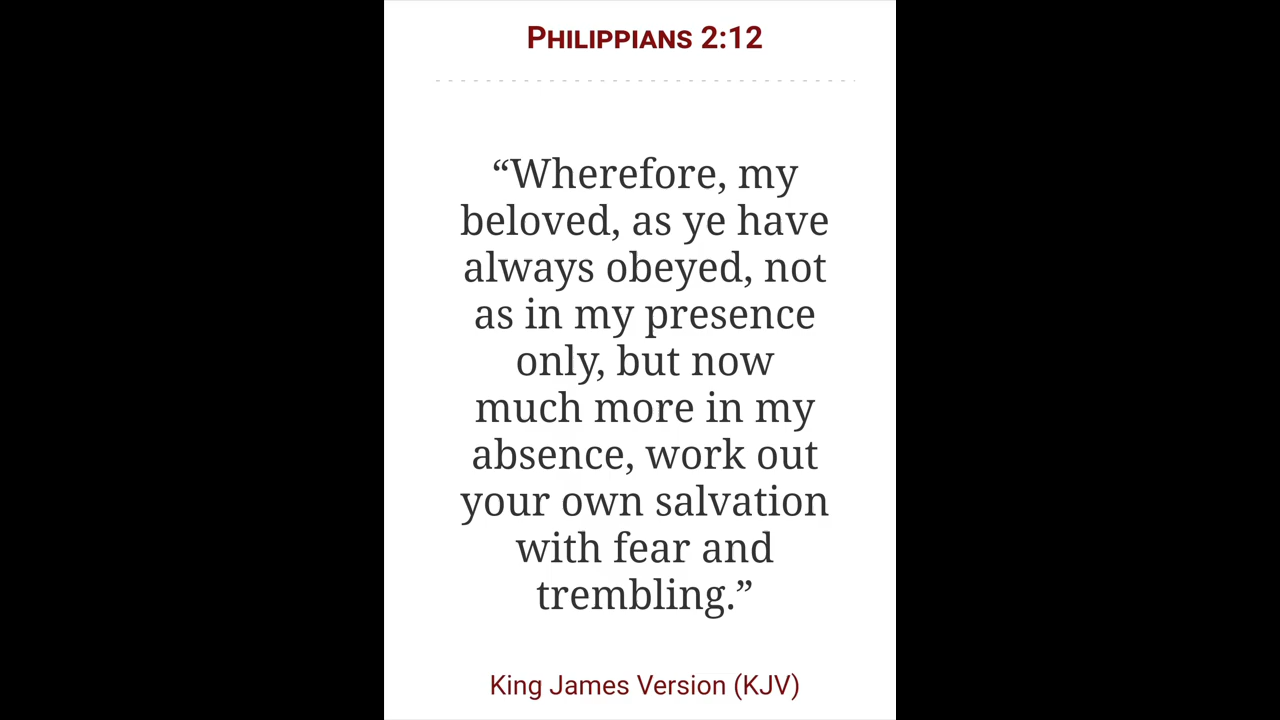 PHILIPPIANS 2:12
“Wherefore, my
beloved, as ye have
always obeyed, not
as in my presence
only, but now
much more in my
absence, work out
your own salvation
with fear and
trembling.”
King James Version (KJV)